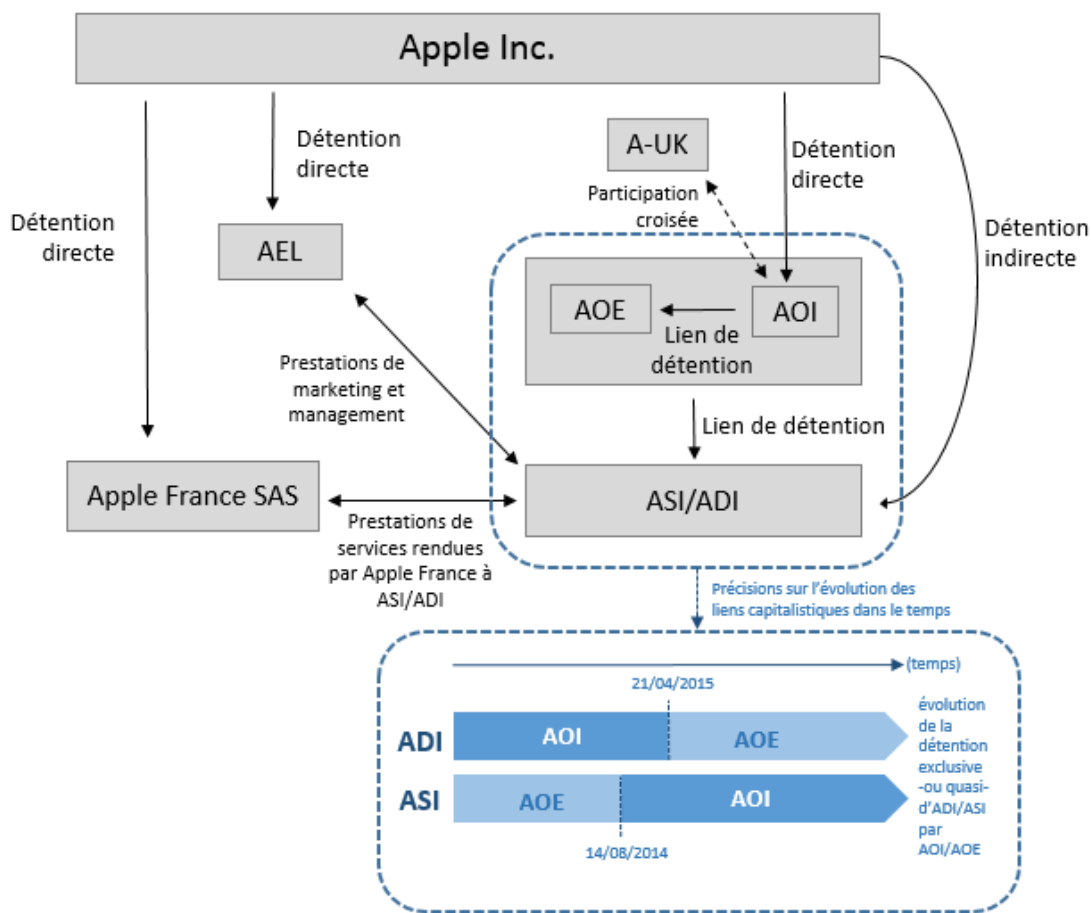 Apple Inc.
Détention
directe
A-UK
Détention
directe
Participation
croisée
Détention
directe
Détention
indirecte
AEL
AOE
AOI
Lien de
détention
Prestations de
marketing et
management
Lien de détention
Apple France SAS
ASI/ADI
Prestations de
services rendues
par Apple France à
ASI/ADI
Précisions sur l'évolution des
liens capitalistiques dans le temps
(temps)
21/04/2015
ADI
AOI
AOE
ASI
AOE
AOI
14/08/2014
évolution
de la
détention
exclusive
-ou quasi-
d'ADI/ASI
par
AOI/AOE